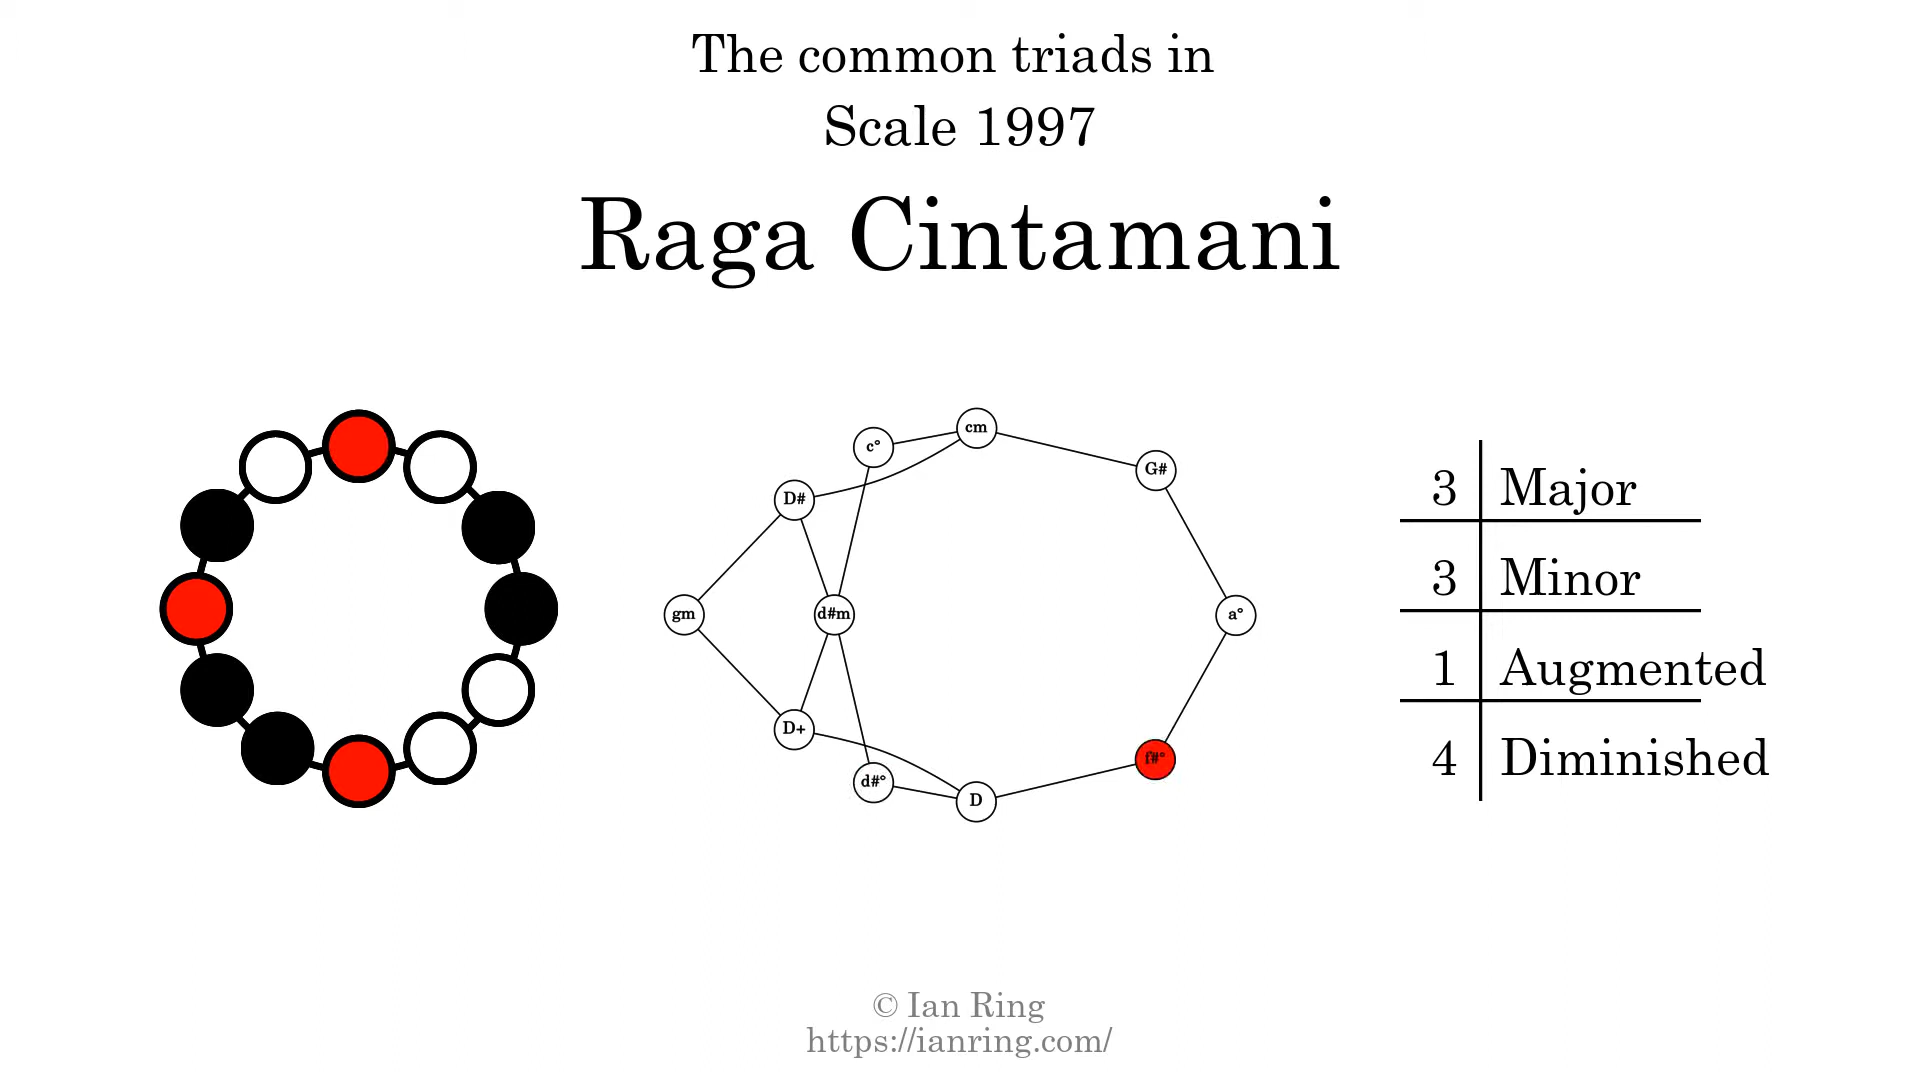 The common triads in
Scale 1997
Raga Cintamani
cm
c°
G#
D#
gm
d#m
a°
D+
f#°
d#°
D
3 Major
3 Minor
1 Augmented
4 Diminished
© Ian Ring
https://ianring.com/